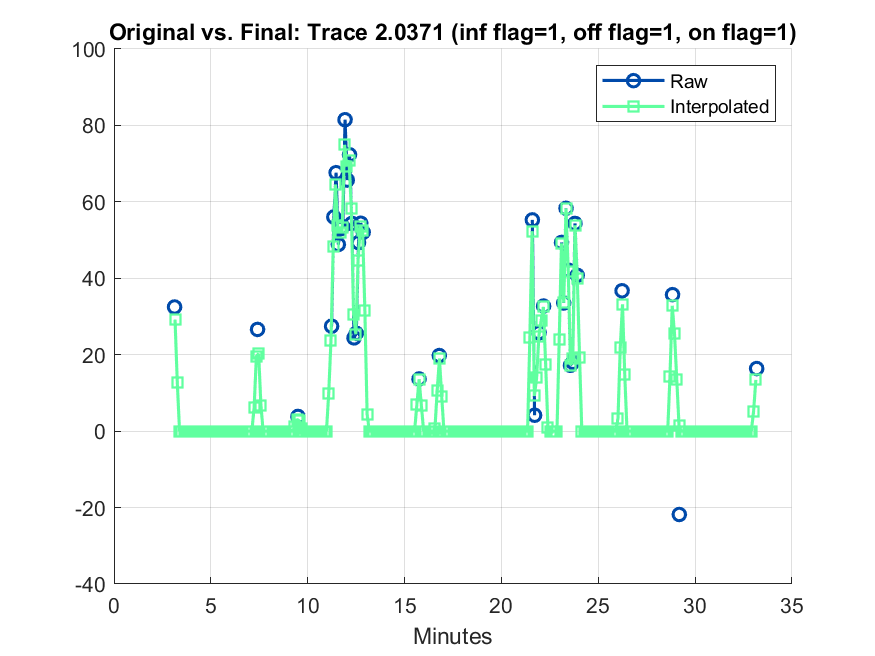 Original vs. Final: Trace 2.0371 (inf flag=1, off flag=1, on flag=1)
100
80
60
40
20
0
-20
-40
Raw
Interpolated
0 5 10 15 20 25 30 35
Minutes